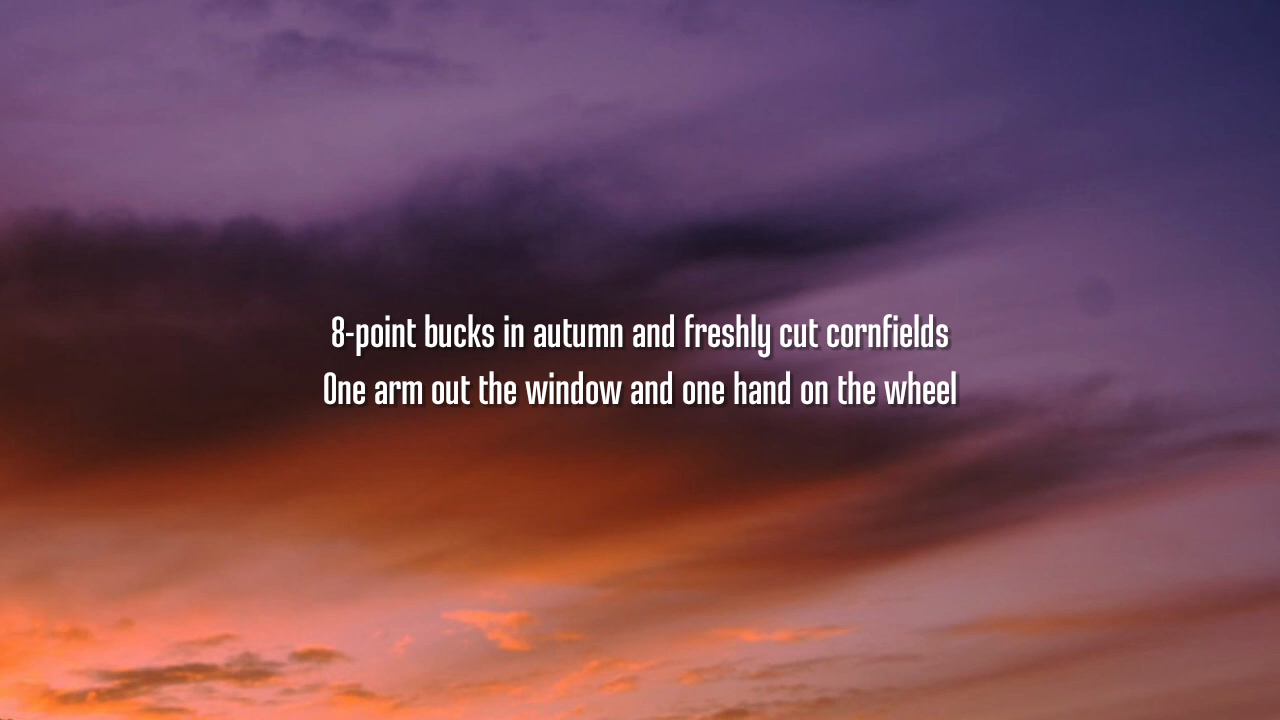 8-point bucks in autumn and freshly cut cornfields
One arm out the window and one hand on the wheel